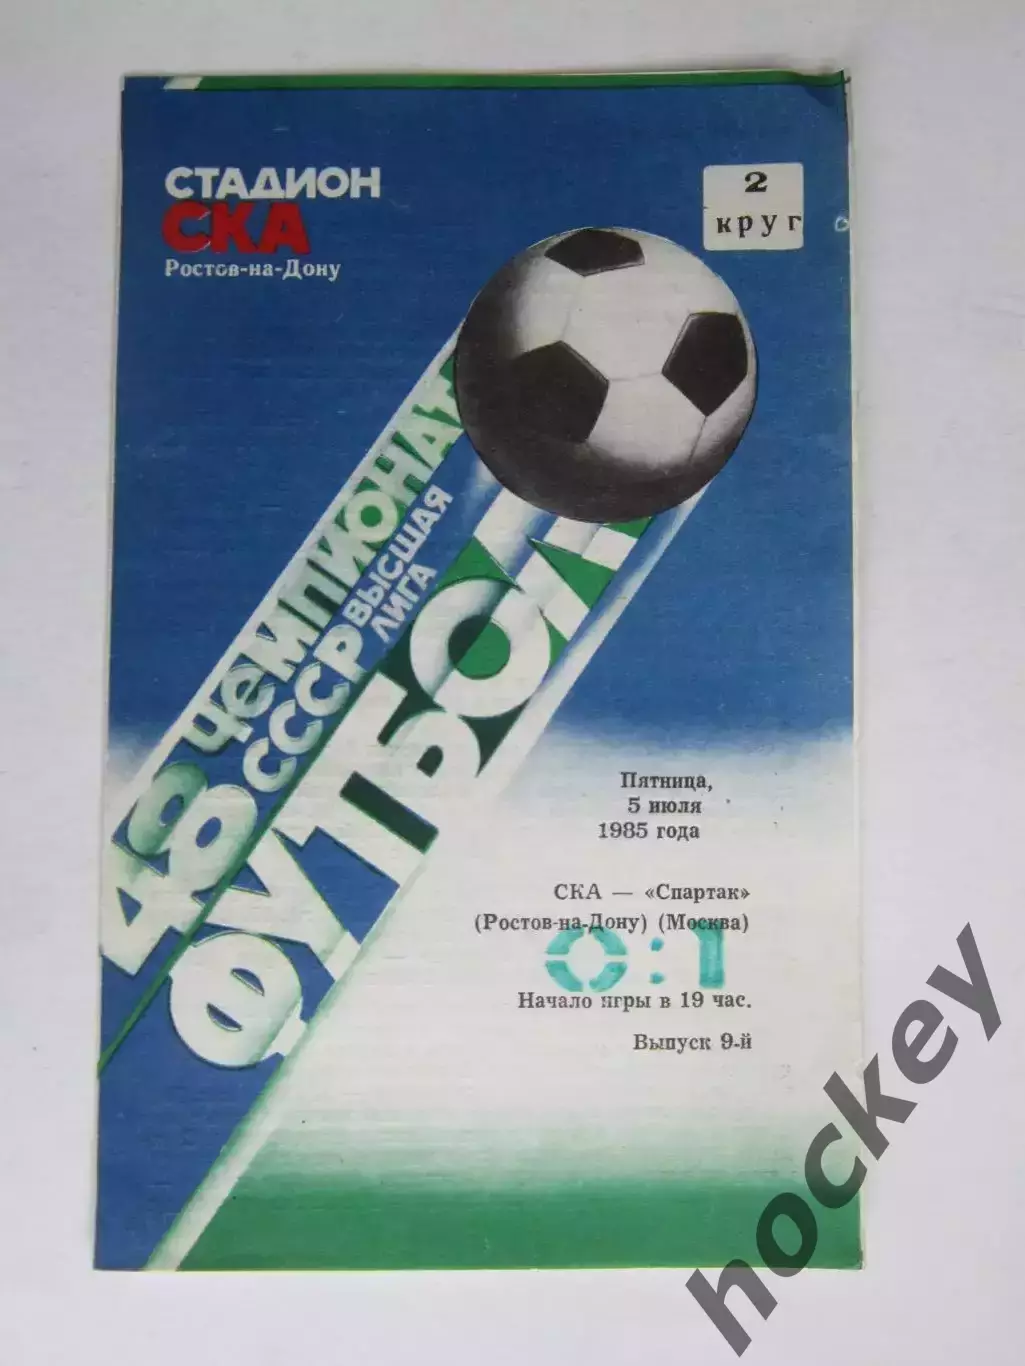 СТАДИОН
СКА
Ростов-на-Дону
2
круг
48 ЧЕМПИОНАТ
СССР
ВЫСШАЯ
ЛИГА
ФУТБОЛ
Пятница,
5 июля
1985 года
СКА — «Спартак»
(Ростов-на-Дону) (Москва)
0:1
Начало игры в 19 час.
Выпуск 9-й
hockey